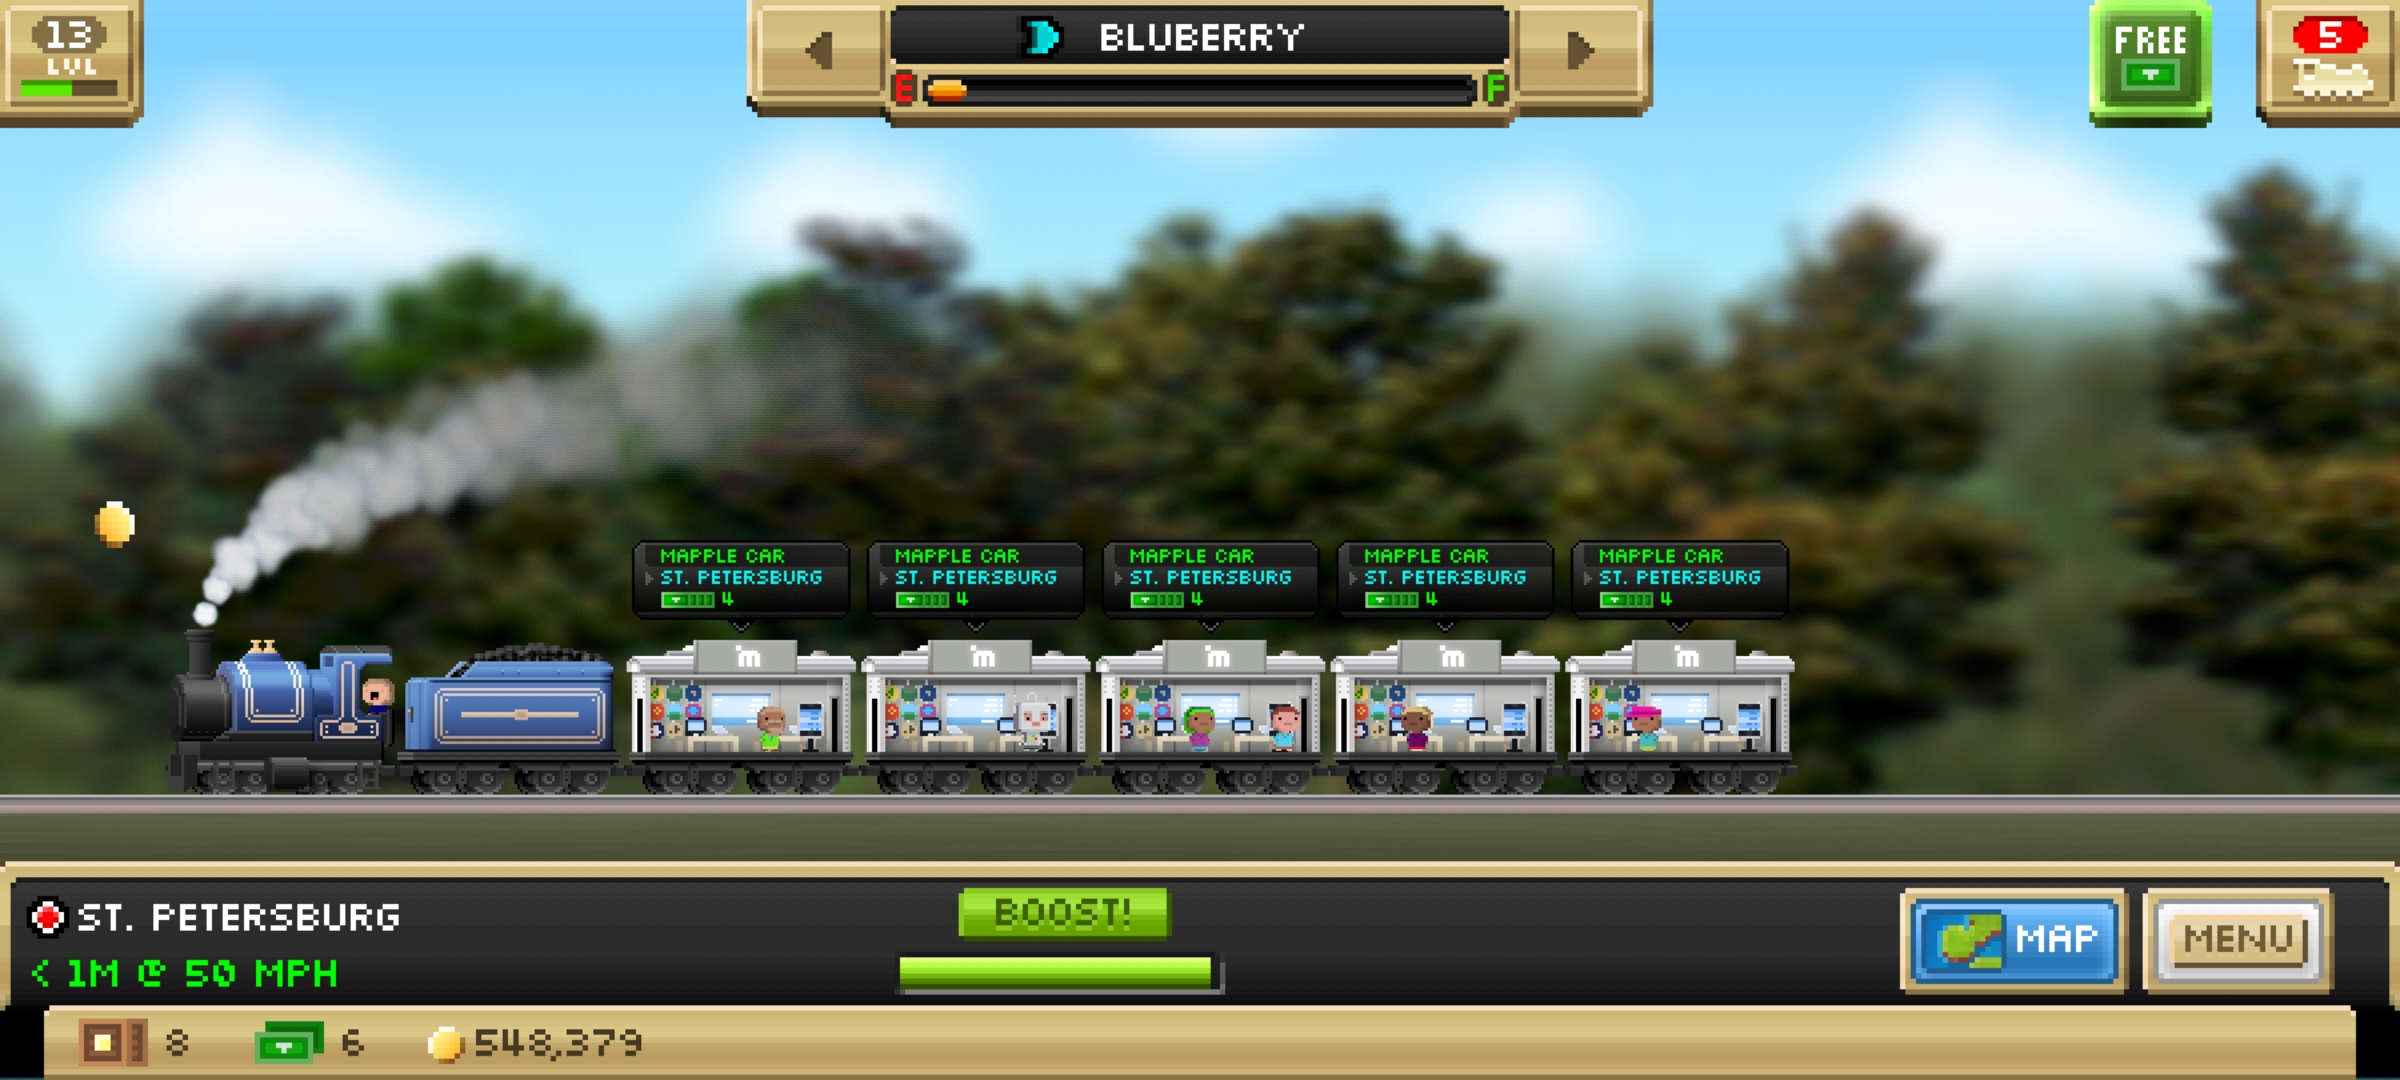 13
LVL
BLUBERRY
E F
FREE
5
MAPPLE CAR
ST. PETERSBURG
4
MAPPLE CAR
ST. PETERSBURG
4
MAPPLE CAR
ST. PETERSBURG
4
MAPPLE CAR
ST. PETERSBURG
4
MAPPLE CAR
ST. PETERSBURG
4
m
m
m
m
m
ST. PETERSBURG
< 1M @ 50 MPH
BOOST!
MAP
MENU
8
6
548,379